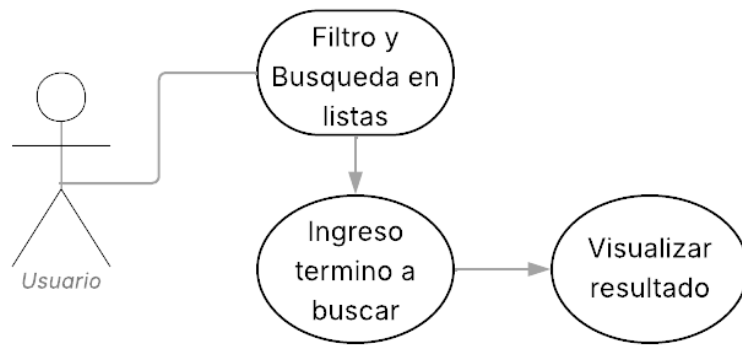 Filtro y
Busqueda en
listas
Usuario
Ingreso
termino a
buscar
Visualizar
resultado